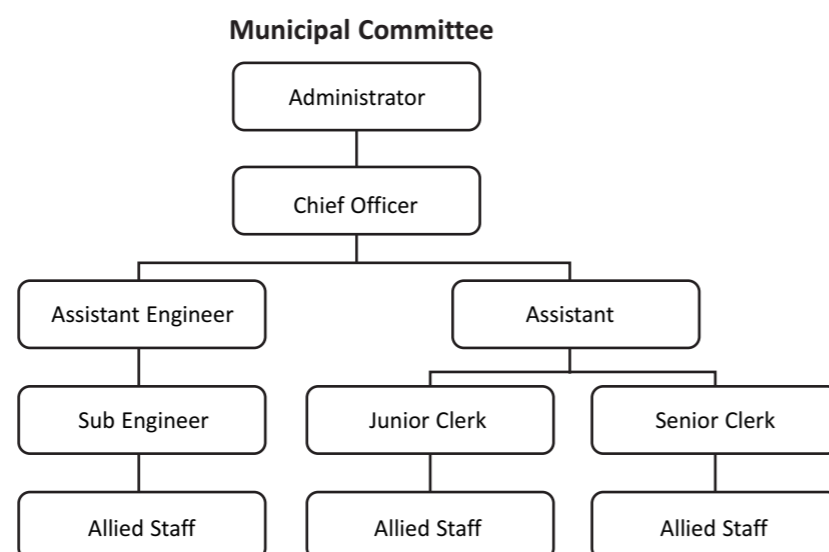 Municipal Committee
Administrator
Chief Officer
Assistant Engineer
Assistant
Sub Engineer
Junior Clerk
Senior Clerk
Allied Staff
Allied Staff
Allied Staff